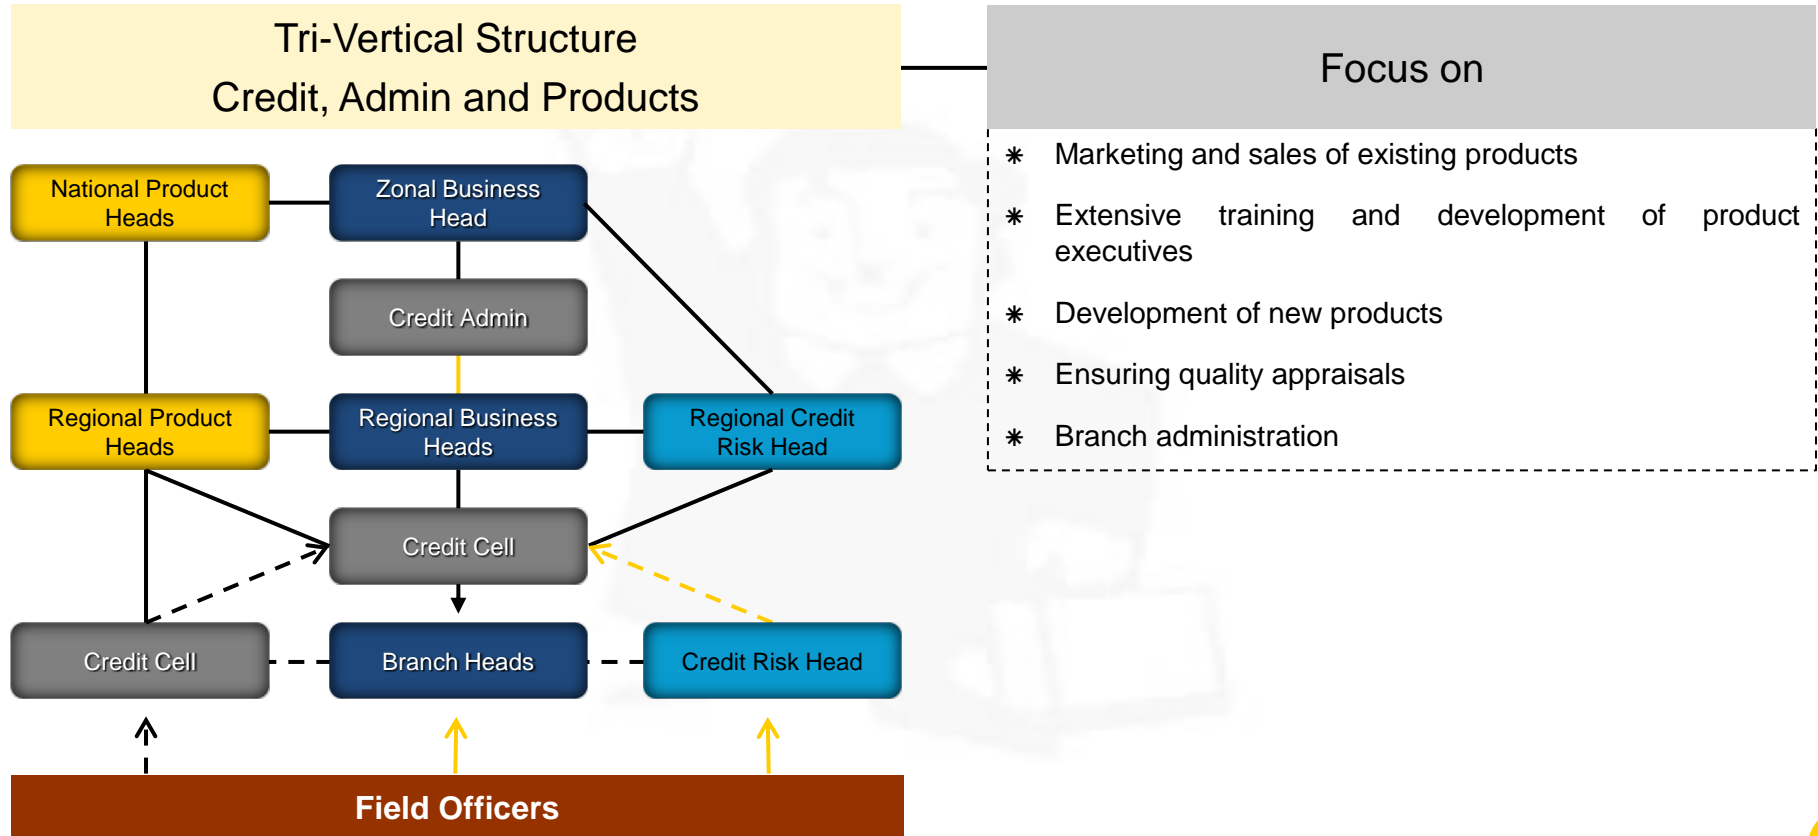 Tri-Vertical Structure
Credit, Admin and Products
Focus on
National Product
Heads
Zonal Business
Head
Credit Admin
Regional Product
Heads
Regional Business
Heads
Regional Credit
Risk Head
Credit Cell
Credit Cell
Branch Heads
Credit Risk Head
Field Officers
Marketing and sales of existing products
Extensive training and development of product
executives
Development of new products
Ensuring quality appraisals
Branch administration